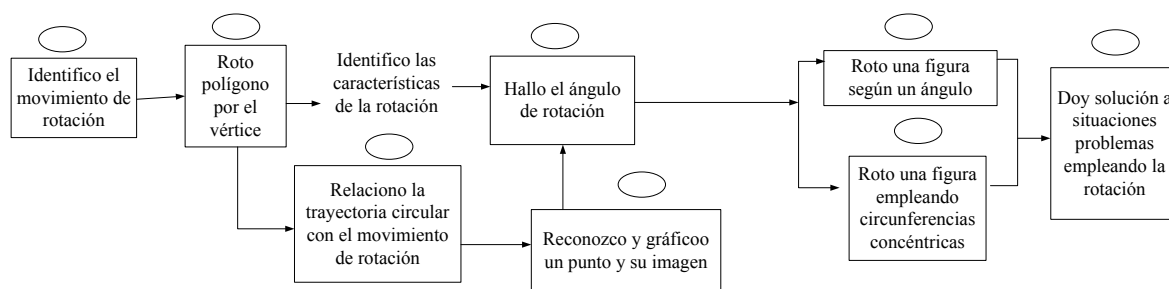 Identifico el
movimiento de
rotación
Roto
polígono
por el
vértice
Identifico las
características
de la rotación
Relaciono la
trayectoria circular
con el movimiento
de rotación
Hallo el ángulo
de rotación
Reconozco y gráficoo
un punto y su imagen
Roto una figura
según un ángulo
Roto una figura
empleando
circunferencias
concéntricas
Doy solución a
situaciones
problemas
empleando la
rotación